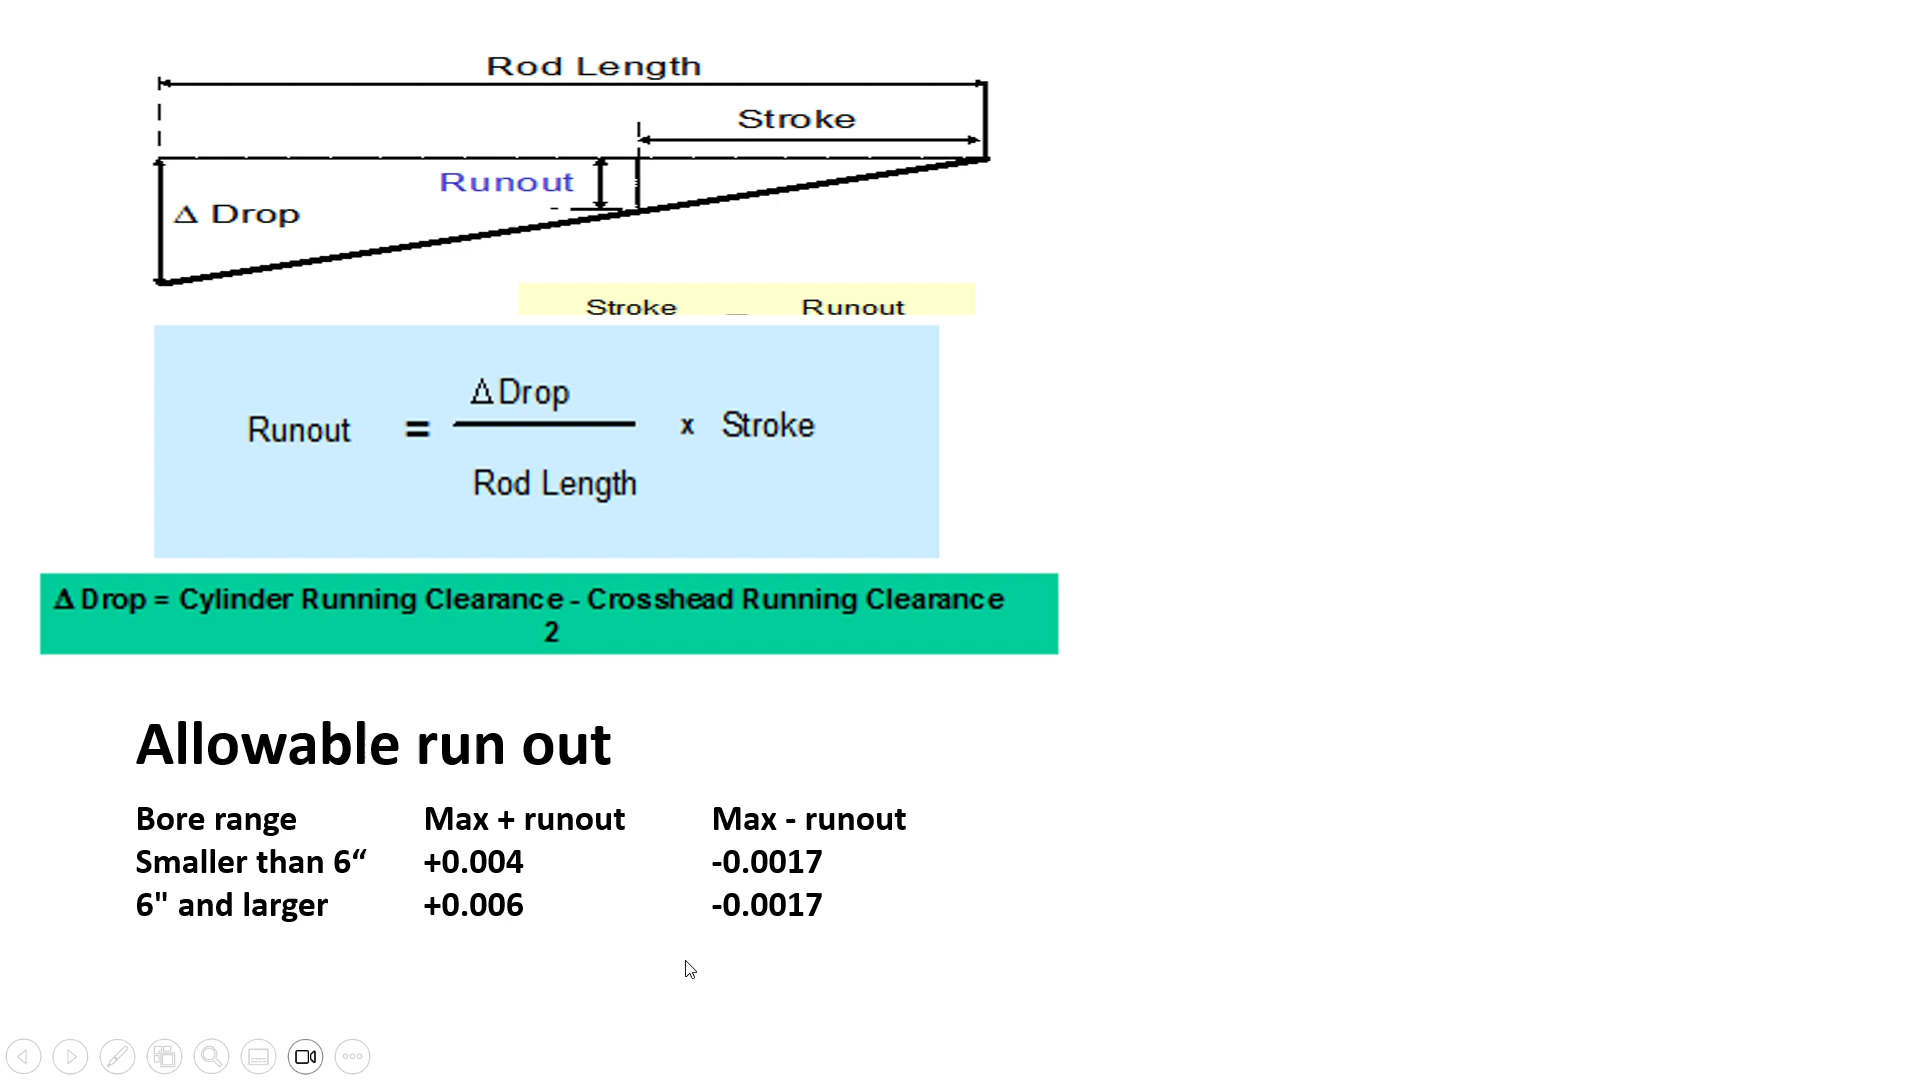 Rod Length
Stroke
Runout
Δ Drop
Stroke Runout
Δ Drop
Runout = x Stroke
Rod Length
Δ Drop = Cylinder Running Clearance - Crosshead Running Clearance
2
Allowable run out
Bore range Max + runout Max - runout
Smaller than 6“ +0.004 -0.0017
6" and larger +0.006 -0.0017